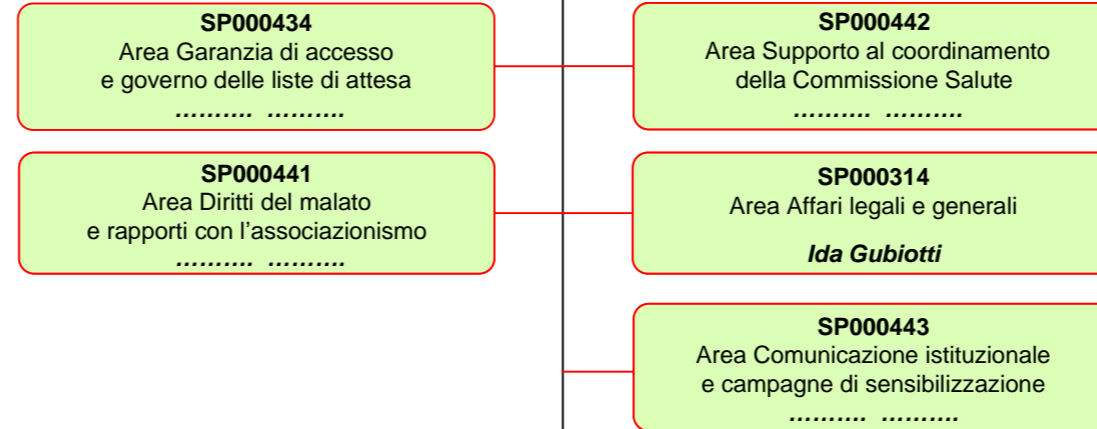 SP000434
Area Garanzia di accesso
e governo delle liste di attesa
………. ……….
SP000442
Area Supporto al coordinamento
della Commissione Salute
………. ……….
SP000441
Area Diritti del malato
e rapporti con l’associazionismo
………. ……….
SP000314
Area Affari legali e generali
Ida Gubiotti
SP000443
Area Comunicazione istituzionale
e campagne di sensibilizzazione
………. ……….